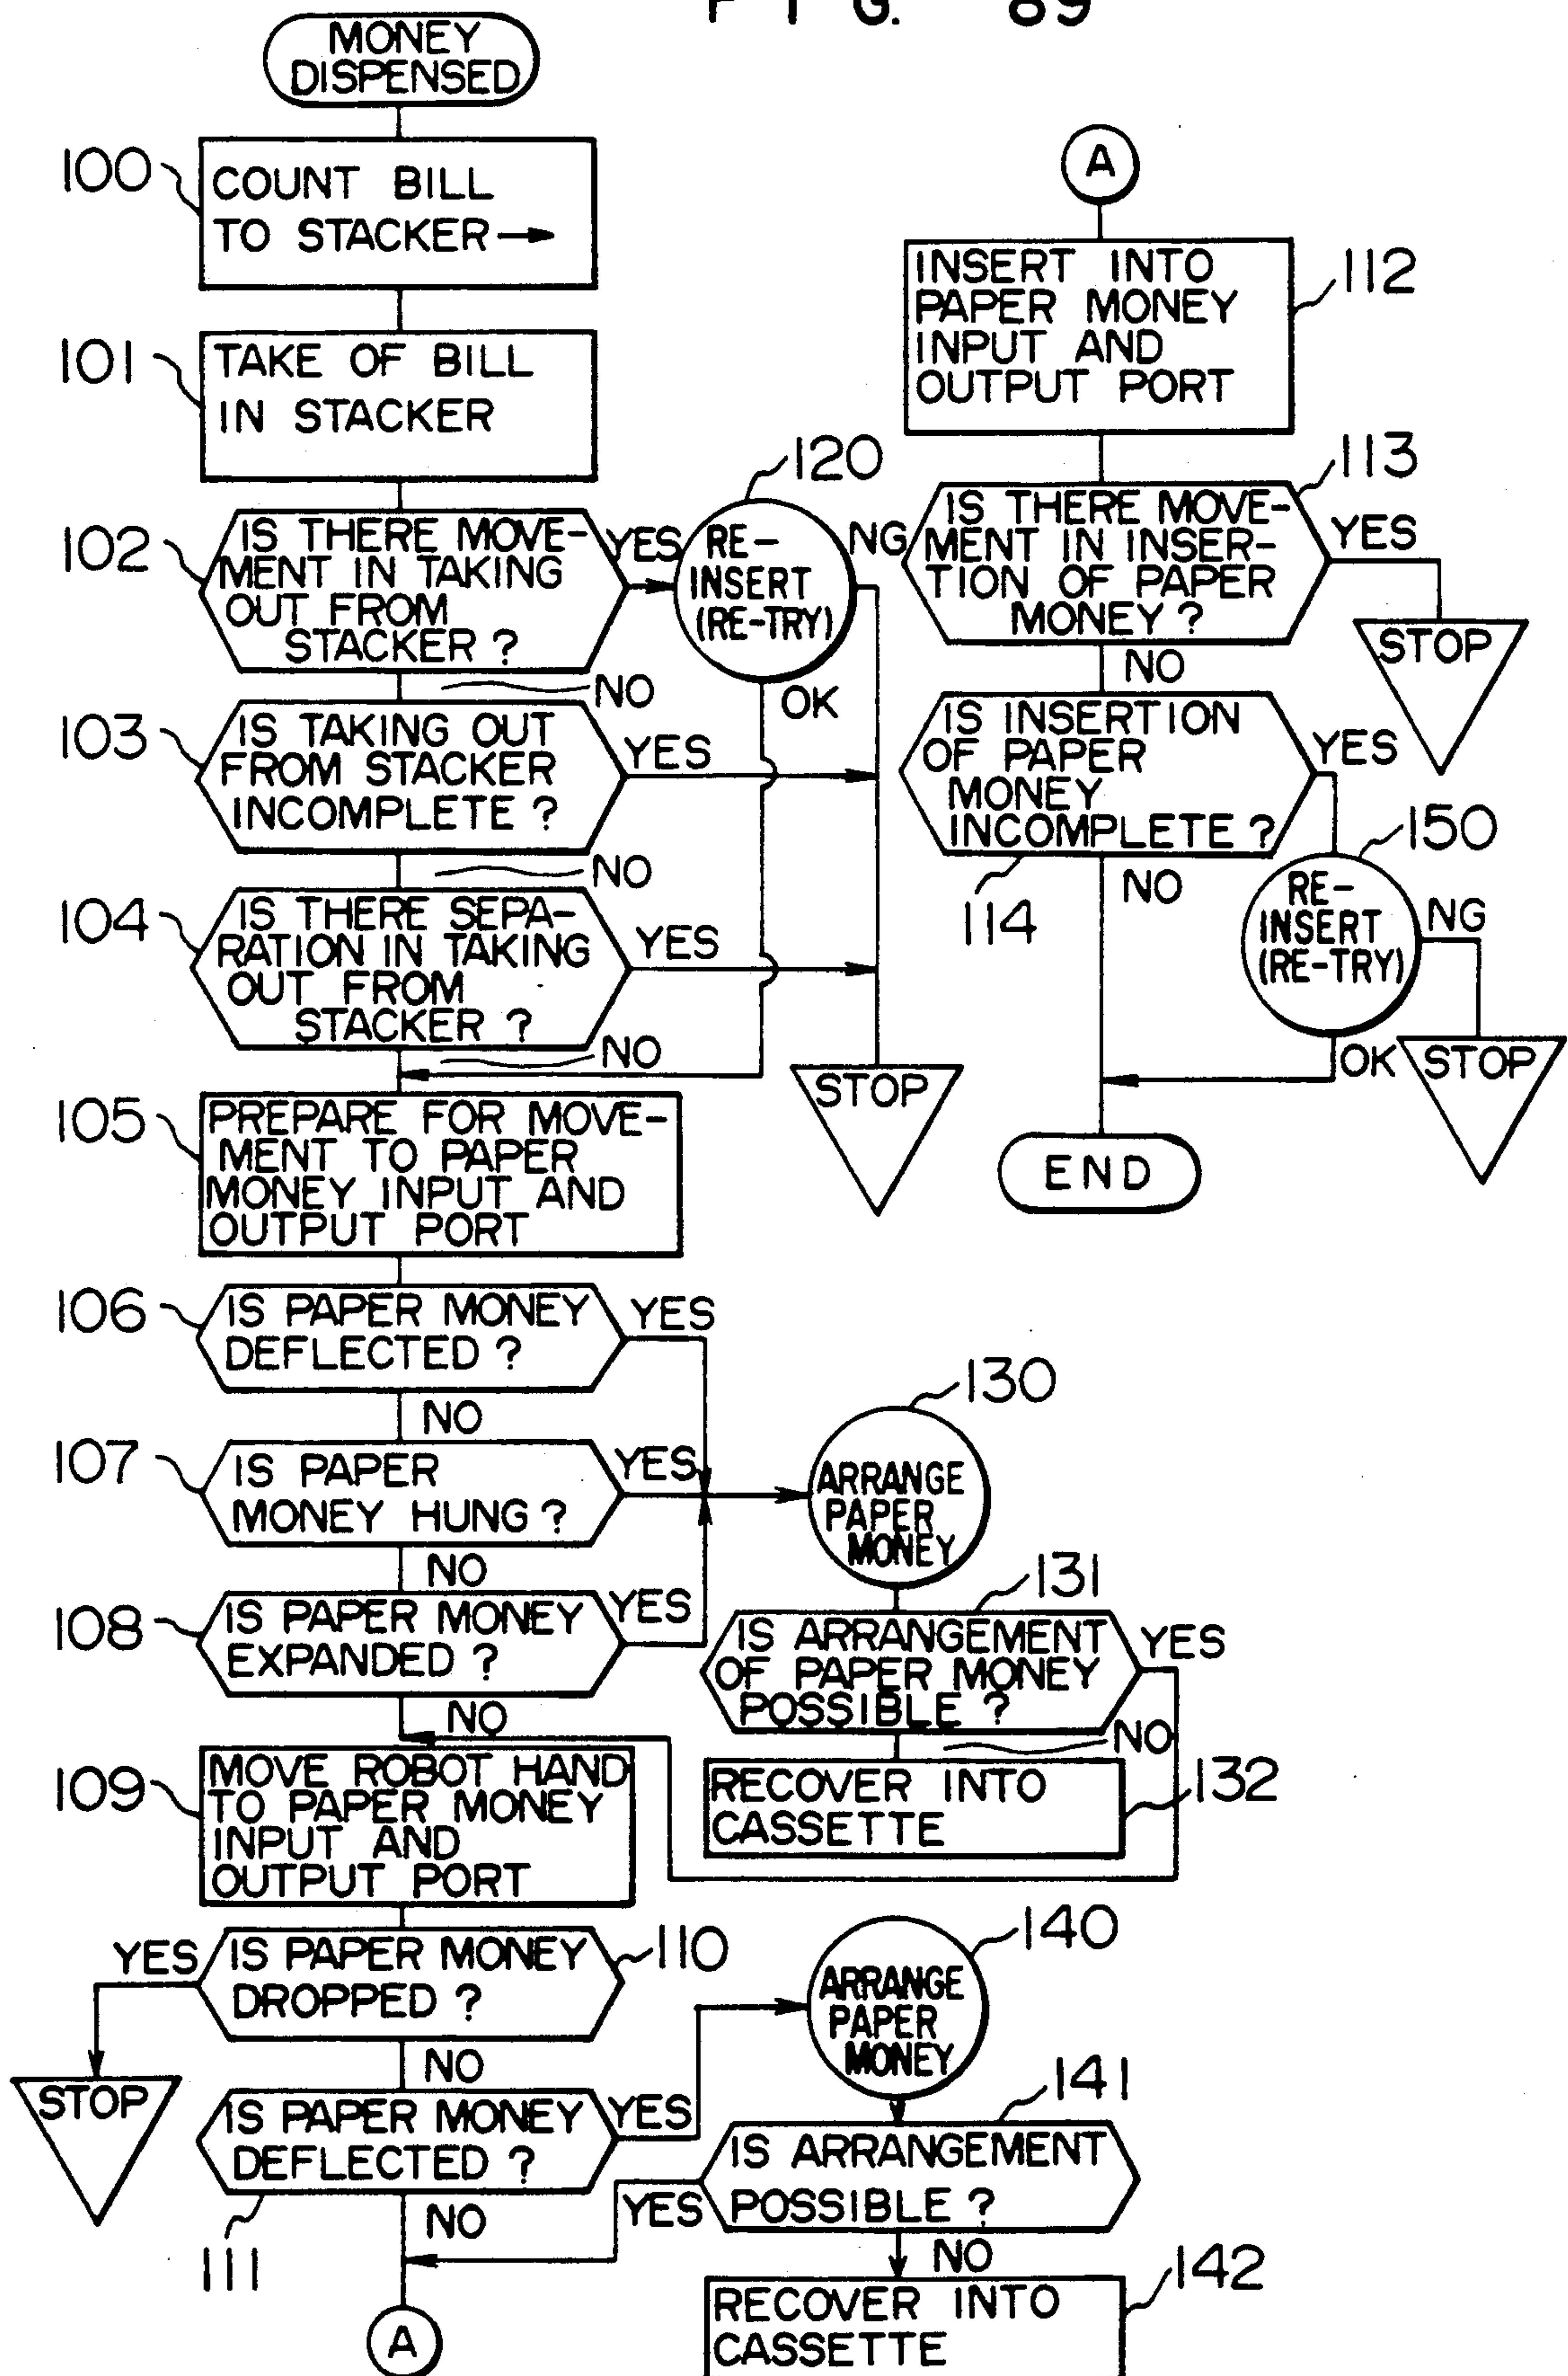 FIG. 89
MONEY
DISPENSED
100
COUNT BILL
TO STACKER→
101
TAKE OF BILL
IN STACKER
102
IS THERE MOVE-
MENT IN TAKING
OUT FROM
STACKER ?
YES
NO
120
RE-
INSERT
(RE-TRY)
NG
OK
103
IS TAKING OUT
FROM STACKER
INCOMPLETE ?
YES
NO
104
IS THERE SEPA-
RATION IN TAKING
OUT FROM
STACKER ?
YES
NO
STOP
105
PREPARE FOR MOVE-
MENT TO PAPER
MONEY INPUT AND
OUTPUT PORT
106
IS PAPER MONEY
DEFLECTED ?
YES
NO
107
IS PAPER
MONEY HUNG ?
YES
NO
108
IS PAPER MONEY
EXPANDED ?
YES
NO
130
ARRANGE
PAPER
MONEY
131
IS ARRANGEMENT
OF PAPER MONEY
POSSIBLE ?
YES
NO
132
RECOVER INTO
CASSETTE
109
MOVE ROBOT HAND
TO PAPER MONEY
INPUT AND
OUTPUT PORT
110
IS PAPER MONEY
DROPPED ?
YES
STOP
NO
111
IS PAPER MONEY
DEFLECTED ?
YES
NO
140
ARRANGE
PAPER
MONEY
141
IS ARRANGEMENT
POSSIBLE ?
YES
NO
142
RECOVER INTO
CASSETTE
A
A
112
INSERT INTO
PAPER MONEY
INPUT AND
OUTPUT PORT
113
IS THERE MOVE-
MENT IN INSER-
TION OF PAPER
MONEY ?
YES
STOP
NO
114
IS INSERTION
OF PAPER
MONEY
INCOMPLETE ?
YES
NO
150
RE-
INSERT
(RE-TRY)
NG
STOP
OK
END